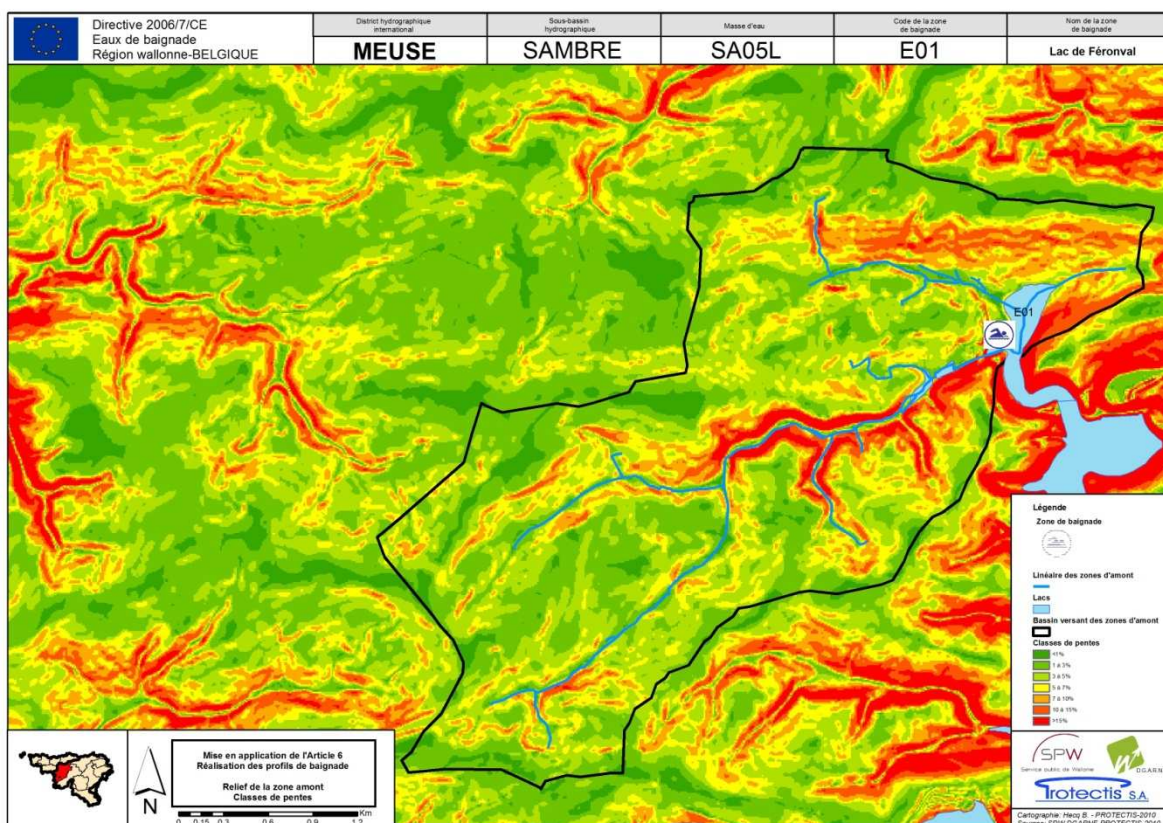 Directive 2006/7/CE
Eaux de baignade
Région wallonne-BELGIQUE
District hydrographique
international
MEUSE
Sous-bassin
hydrographique
SAMBRE
Masse d'eau
SA05L
Code de la zone
de baignade
E01
Nom de la zone
de baignade
Lac de Féronval
E01
Légende
Zone de baignade
Linéaire des zones d'amont
Lacs
Bassin versant des zones d'amont
Classes de pentes
<1%
1 à 3%
3 à 5%
5 à 7%
7 à 10%
10 à 15%
>15%
N
Mise en application de l'Article 6
Réalisation des profils de baignade
Relief de la zone amont
Classes de pentes
Km
0 0.15 0.3 0.6 0.9 1.2
SPW
Service public de Wallonie
DGARNE
Protectis S.A.
Cartographie: Hecq B. - PROTECTIS-2010
Sources: SPW-DGARNE-PROTECTIS-2010